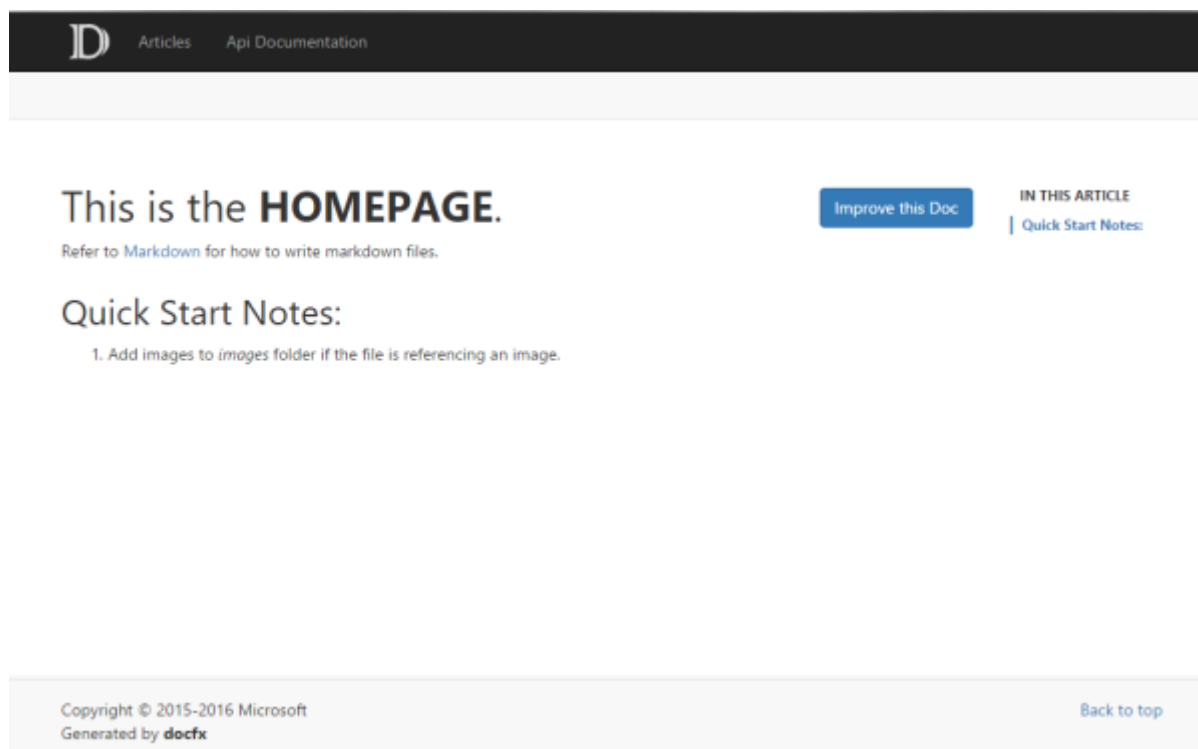 D Articles Api Documentation
This is the HOMEPAGE.
Refer to Markdown for how to write markdown files.
Quick Start Notes:
1. Add images to images folder if the file is referencing an image.
Improve this Doc
IN THIS ARTICLE
Quick Start Notes:
Copyright © 2015-2016 Microsoft
Generated by docfx
Back to top